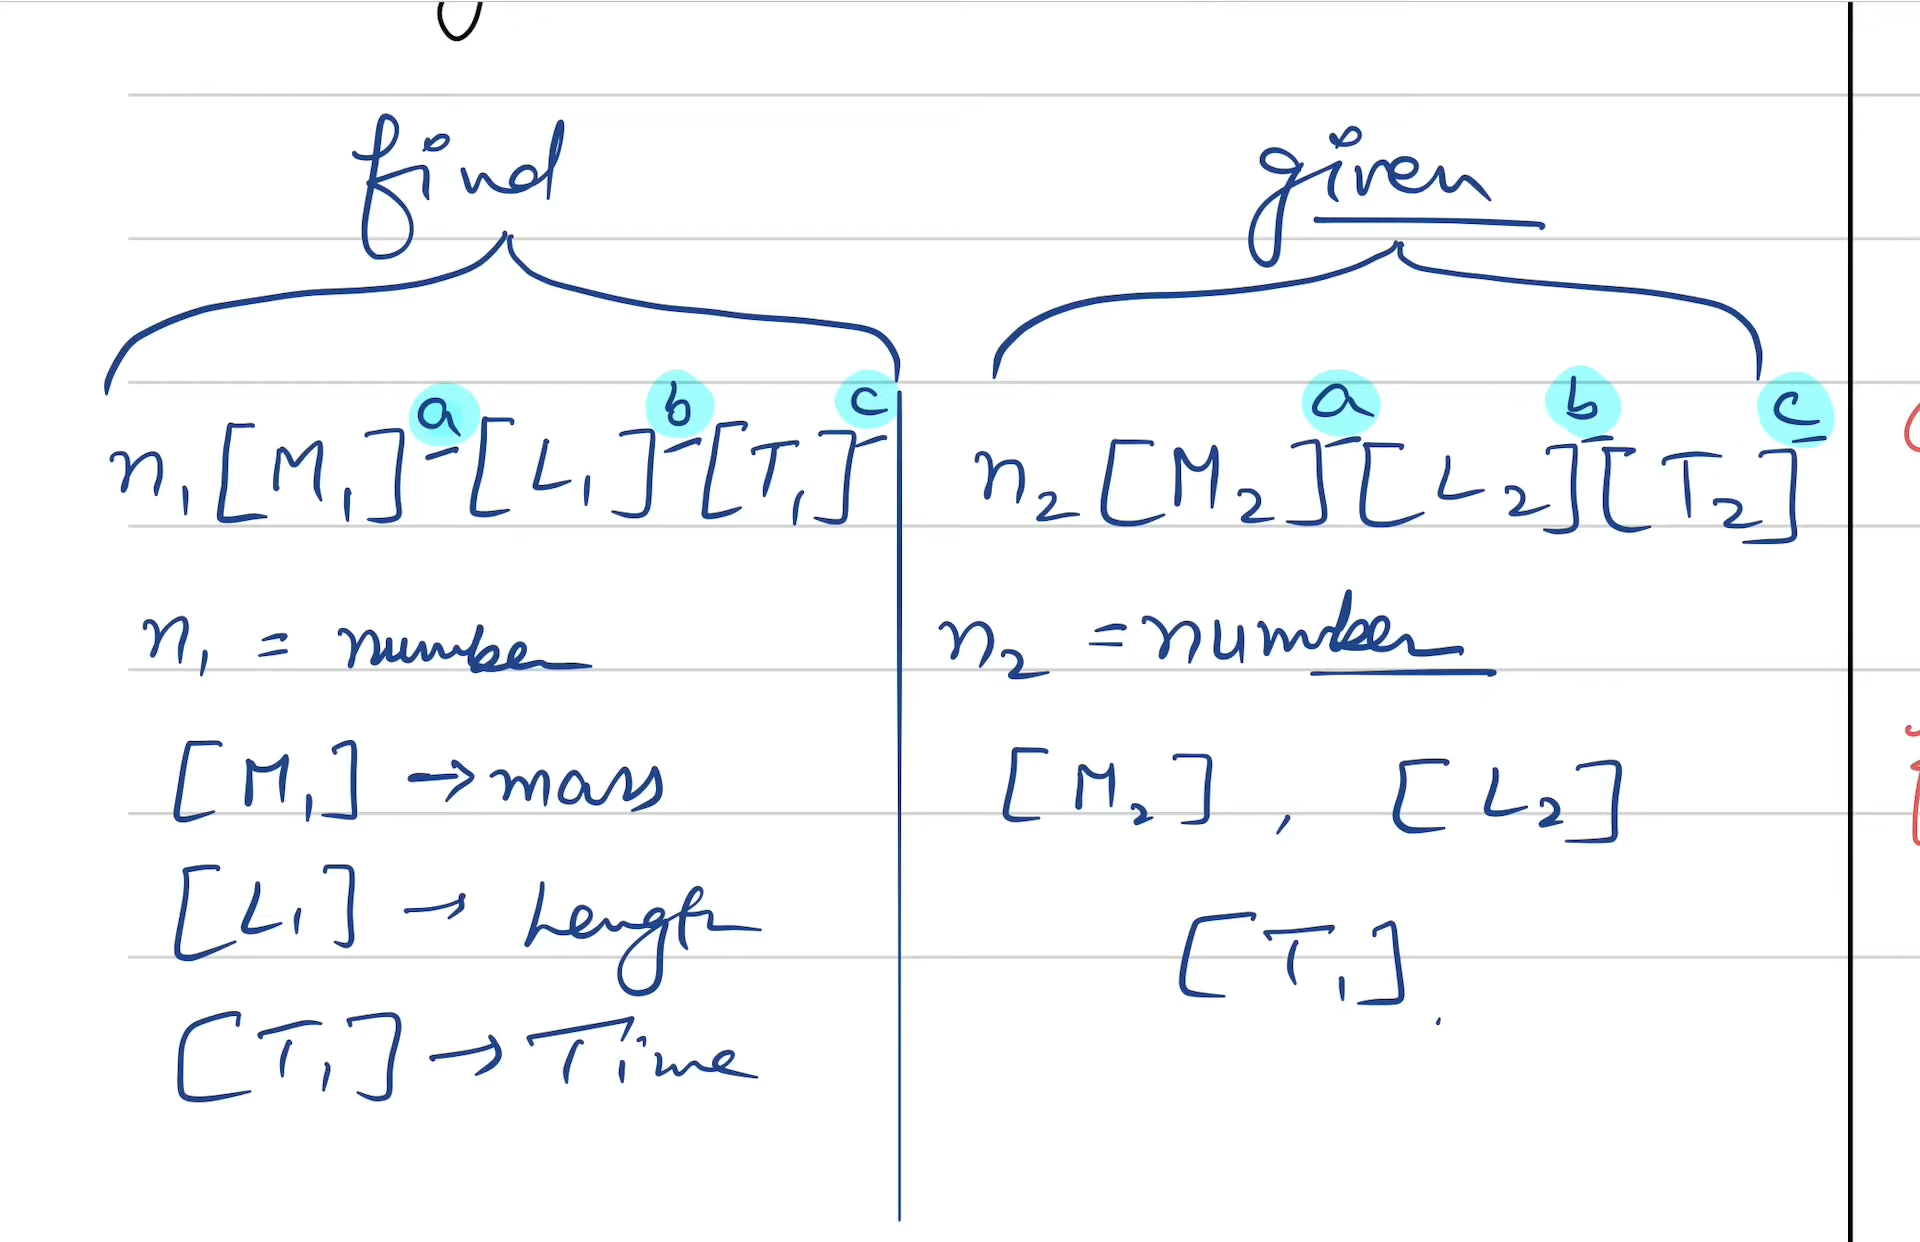 find given
n₁[M₁]ᵃ[L₁]ᵇ[T₁]ᶜ n₂[M₂]ᵃ[L₂]ᵇ[T₂]ᶜ
n₁ = number n₂ = number
[M₁] → mass [M₂], [L₂]
[L₁] → Length [T₁].
[T₁] → Time